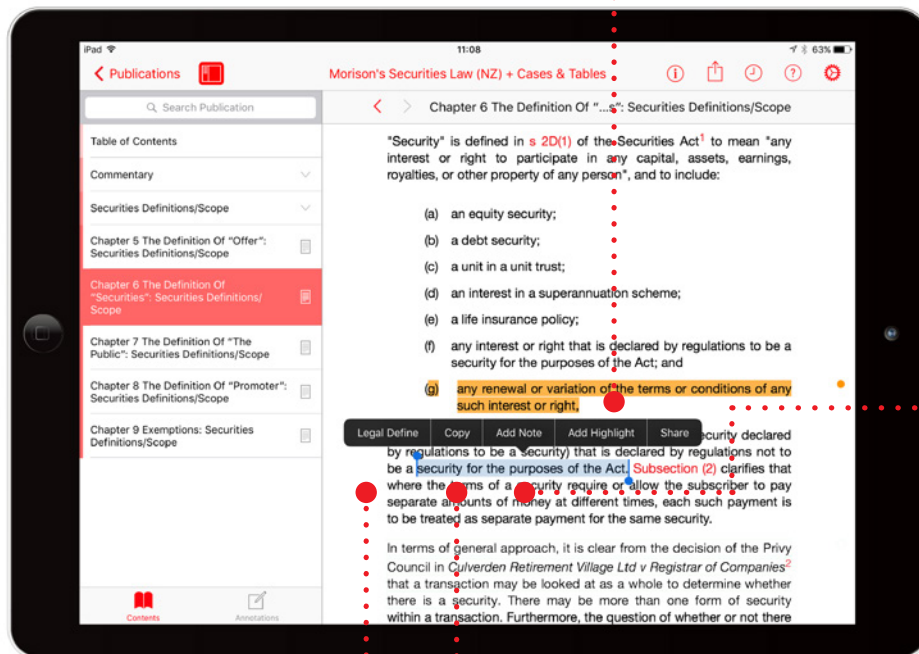 iPad
11:08
63%
Publications
Morison's Securities Law (NZ) + Cases & Tables
Search Publication
Table of Contents
Commentary
Securities Definitions/Scope
Chapter 5 The Definition Of "Offer":
Securities Definitions/Scope
Chapter 6 The Definition Of
"Securities": Securities Definitions/
Scope
Chapter 7 The Definition Of "The
Public": Securities Definitions/Scope
Chapter 8 The Definition Of "Promoter":
Securities Definitions/Scope
Chapter 9 Exemptions: Securities
Definitions/Scope
Contents
Annotations
Chapter 6 The Definition Of "...s": Securities Definitions/Scope
"Security" is defined in s 2D(1) of the Securities Act1 to mean "any
interest or right to participate in any capital, assets, earnings,
royalties, or other property of any person", and to include:
(a) an equity security;
(b) a debt security;
(c) a unit in a unit trust;
(d) an interest in a superannuation scheme;
(e) a life insurance policy;
(f) any interest or right that is declared by regulations to be a
security for the purposes of the Act; and
(g) any renewal or variation of the terms or conditions of any
such interest or right,
Legal Define Copy Add Note Add Highlight Share
security declared
by regulations to be a security) that is declared by regulations not to
be a security for the purposes of the Act. Subsection (2) clarifies that
where the terms of a security require or allow the subscriber to pay
separate amounts of money at different times, each such payment is
to be treated as separate payment for the same security.
In terms of general approach, it is clear from the decision of the Privy
Council in Culverden Retirement Village Ltd v Registrar of Companies2
that a transaction may be looked at as a whole to determine whether
there is a security. There may be more than one form of security
within a transaction. Furthermore, the question of whether or not there